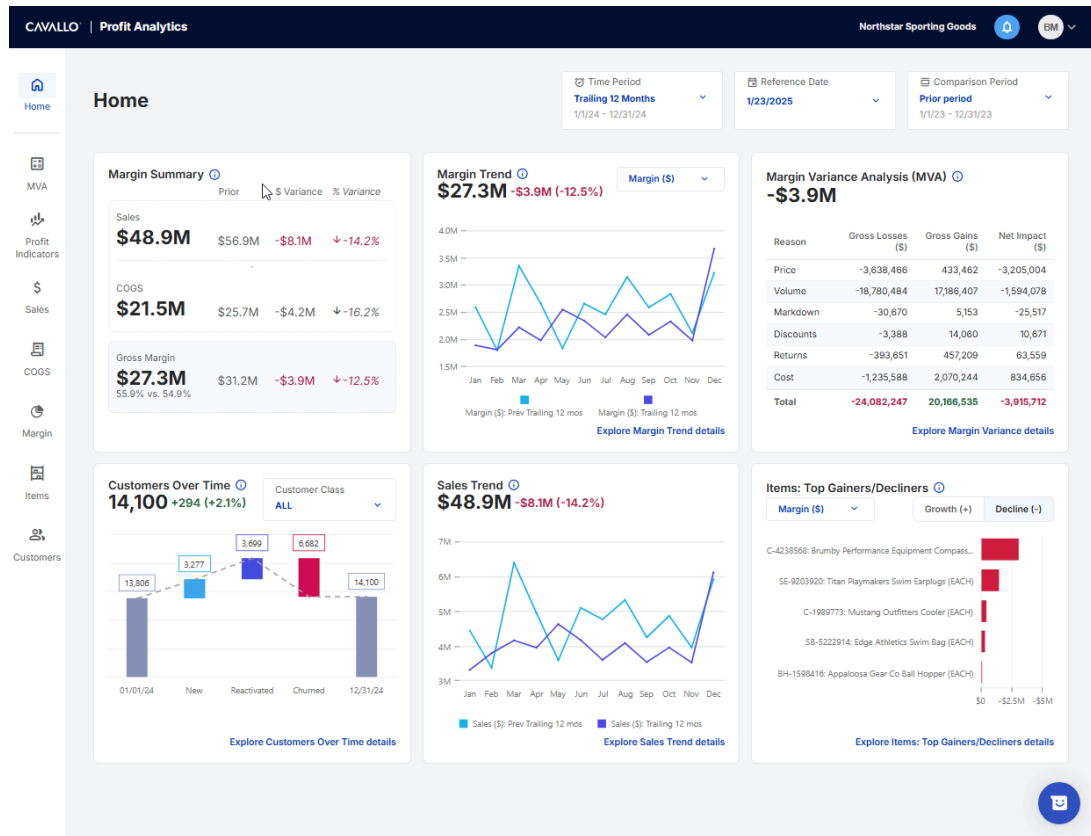 CAVALLO | Profit Analytics
Northstar Sporting Goods
BM
Home
MVA
Profit
Indicators
Sales
COGS
Margin
Items
Customers
Home
Time Period
Trailing 12 Months
1/1/24 - 12/31/24
Reference Date
1/23/2025
Comparison Period
Prior period
1/1/23 - 12/31/23
Margin Summary
Prior $ Variance % Variance
Sales
$48.9M $56.9M -$8.1M -14.2%
COGS
$21.5M $25.7M -$4.2M -16.2%
Gross Margin
$27.3M $31.2M -$3.9M -12.5%
55.9% vs. 54.9%
Margin Trend
$27.3M -$3.9M (-12.5%)
Margin ($)
4.0M
3.5M
3.0M
2.5M
2.0M
1.5M
Jan Feb Mar Apr May Jun Jul Aug Sep Oct Nov Dec
Margin ($): Prev Trailing 12 mos Margin ($): Trailing 12 mos
Explore Margin Trend details
Margin Variance Analysis (MVA)
-$3.9M
Reason Gross Losses ($) Gross Gains ($) Net Impact ($)
Price -3,638,466 433,462 -3,205,004
Volume -18,780,484 17,186,407 -1,594,078
Markdown -30,670 5,153 -25,517
Discounts -3,388 14,060 10,671
Returns -393,651 457,209 63,559
Cost -1,235,588 2,070,244 834,656
Total -24,082,247 20,166,535 -3,915,712
Explore Margin Variance details
Customers Over Time
14,100 +294 (+2.1%)
Customer Class
ALL
13,806
3,277
3,699
6,682
14,100
01/01/24 New Reactivated Churned 12/31/24
Explore Customers Over Time details
Sales Trend
$48.9M -$8.1M (-14.2%)
7M
6M
5M
4M
3M
Jan Feb Mar Apr May Jun Jul Aug Sep Oct Nov Dec
Sales ($): Prev Trailing 12 mos Sales ($): Trailing 12 mos
Explore Sales Trend details
Items: Top Gainers/Decliners
Margin ($)
Growth (+) Decline (-)
C-4238568: Brumby Performance Equipment Compass...
SE-9203920: Titan Playmakers Swim Earplugs (EACH)
C-1989773: Mustang Outfitters Cooler (EACH)
SB-5222914: Edge Athletics Swim Bag (EACH)
BH-1598416: Appaloosa Gear Co Ball Hopper (EACH)
$0 -$2.5M -$5M
Explore Items: Top Gainers/Decliners details